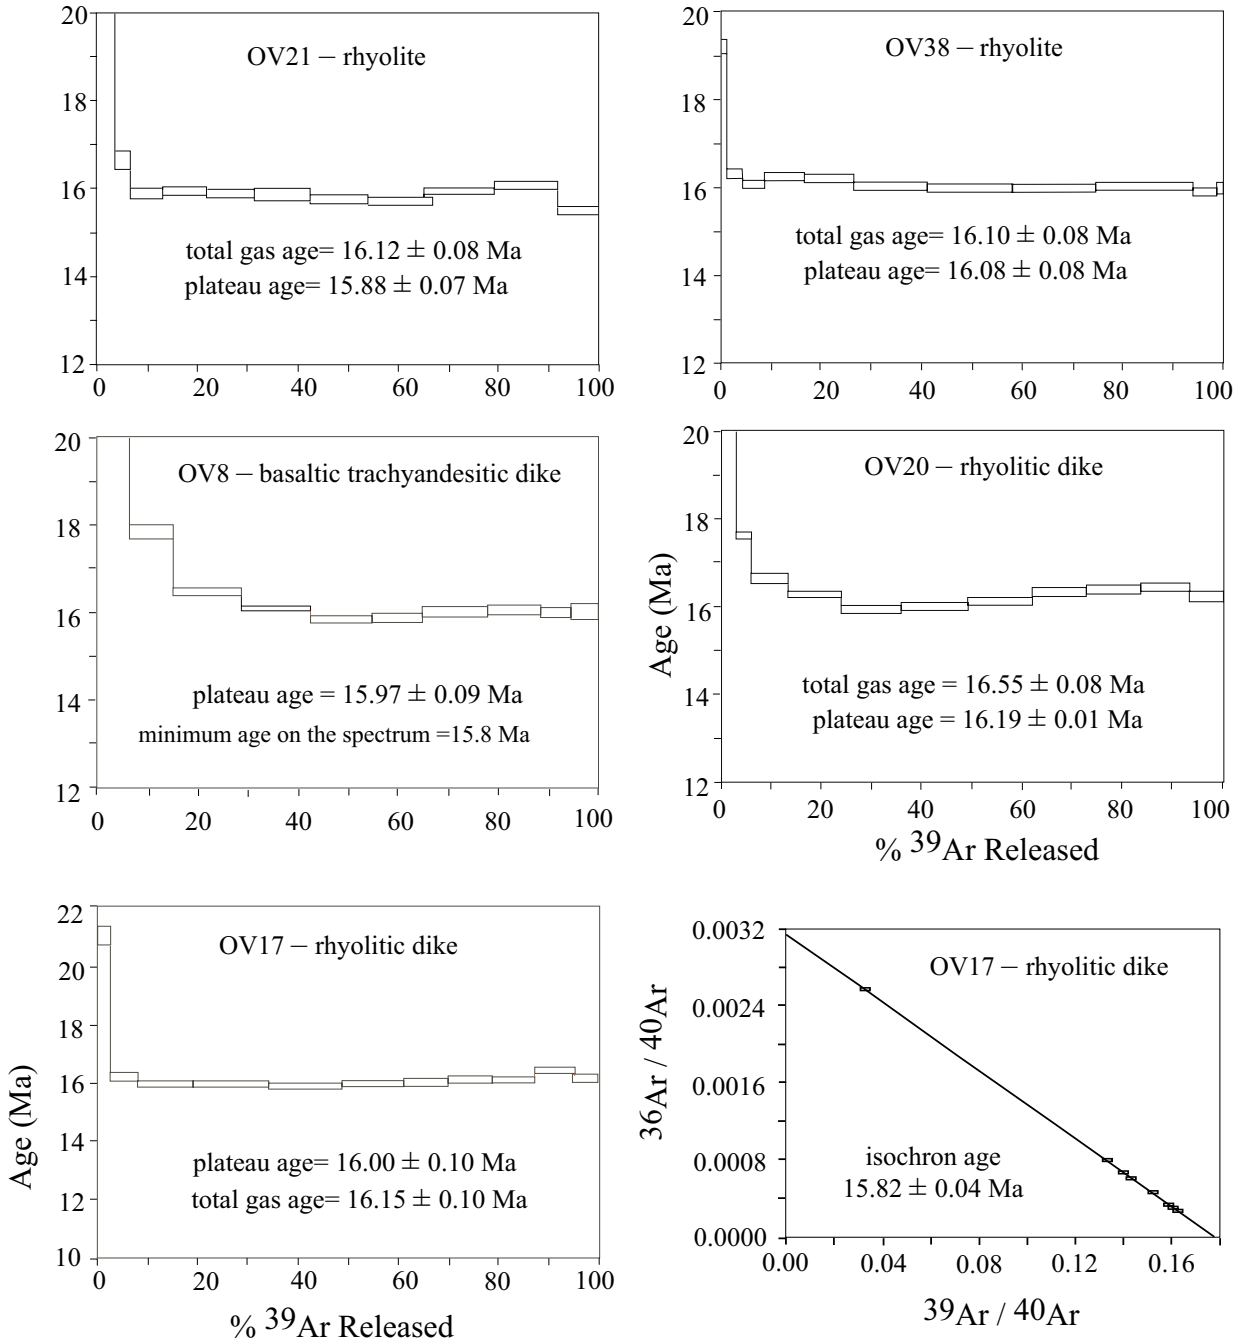 OV21 – rhyolite
20
18
16
14
12
total gas age= 16.12 ± 0.08 Ma
plateau age= 15.88 ± 0.07 Ma
0 20 40 60 80 100
OV38 – rhyolite
20
18
16
14
12
total gas age= 16.10 ± 0.08 Ma
plateau age= 16.08 ± 0.08 Ma
0 20 40 60 80 100
OV8 – basaltic trachyandesitic dike
20
18
16
14
12
plateau age = 15.97 ± 0.09 Ma
minimum age on the spectrum =15.8 Ma
0 20 40 60 80 100
OV20 – rhyolitic dike
20
18
16
14
12
Age (Ma)
total gas age = 16.55 ± 0.08 Ma
plateau age = 16.19 ± 0.01 Ma
0 20 40 60 80 100
% 39Ar Released
OV17 – rhyolitic dike
22
20
18
16
14
12
10
Age (Ma)
plateau age= 16.00 ± 0.10 Ma
total gas age= 16.15 ± 0.10 Ma
0 20 40 60 80 100
% 39Ar Released
OV17 – rhyolitic dike
0.0032
0.0024
0.0016
0.0008
0.0000
36Ar / 40Ar
isochron age
15.82 ± 0.04 Ma
0.00 0.04 0.08 0.12 0.16
39Ar / 40Ar